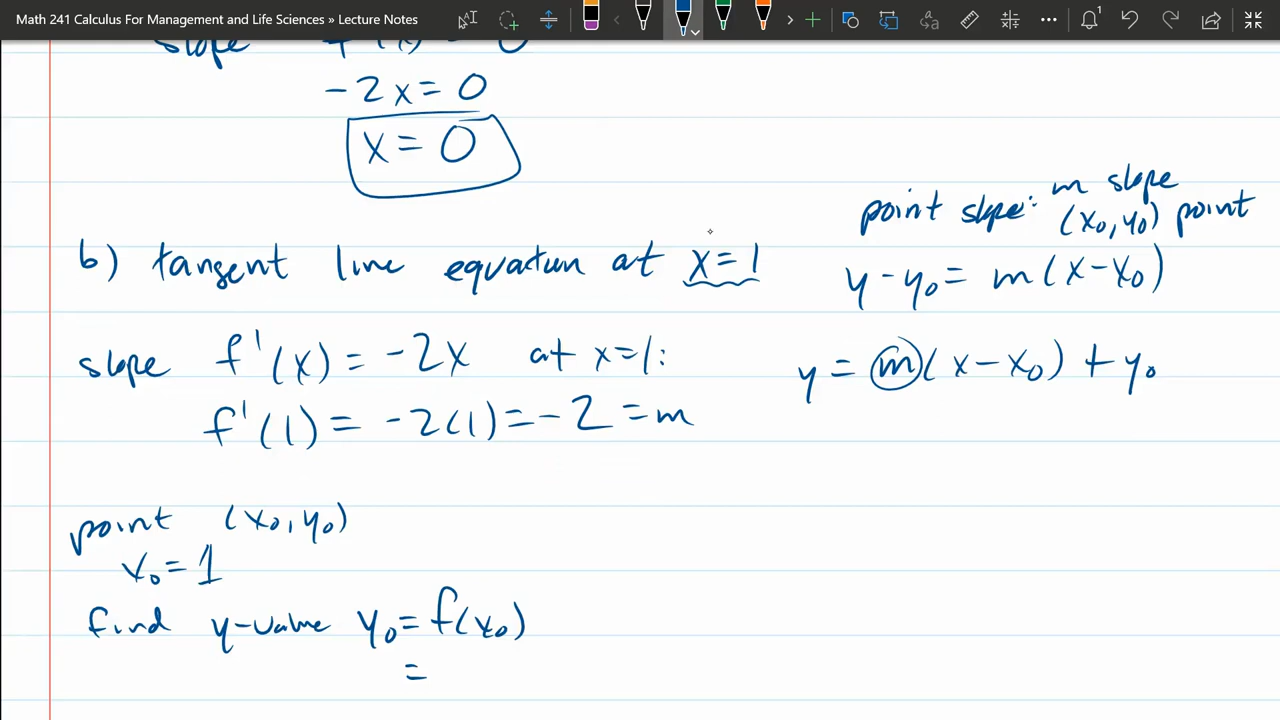 Math 241 Calculus For Management and Life Sciences » Lecture Notes
slope f'(x) = 0
-2x = 0
x = 0
point slope: m slope
(x₀, y₀) point
b) tangent line equation at x=1
y - y₀ = m(x-x₀)
slope f'(x) = -2x at x=1:
y = m(x-x₀) + y₀
f'(1) = -2(1) = -2 = m
point (x₀, y₀)
x₀ = 1
find y-value y₀ = f(x₀)
=